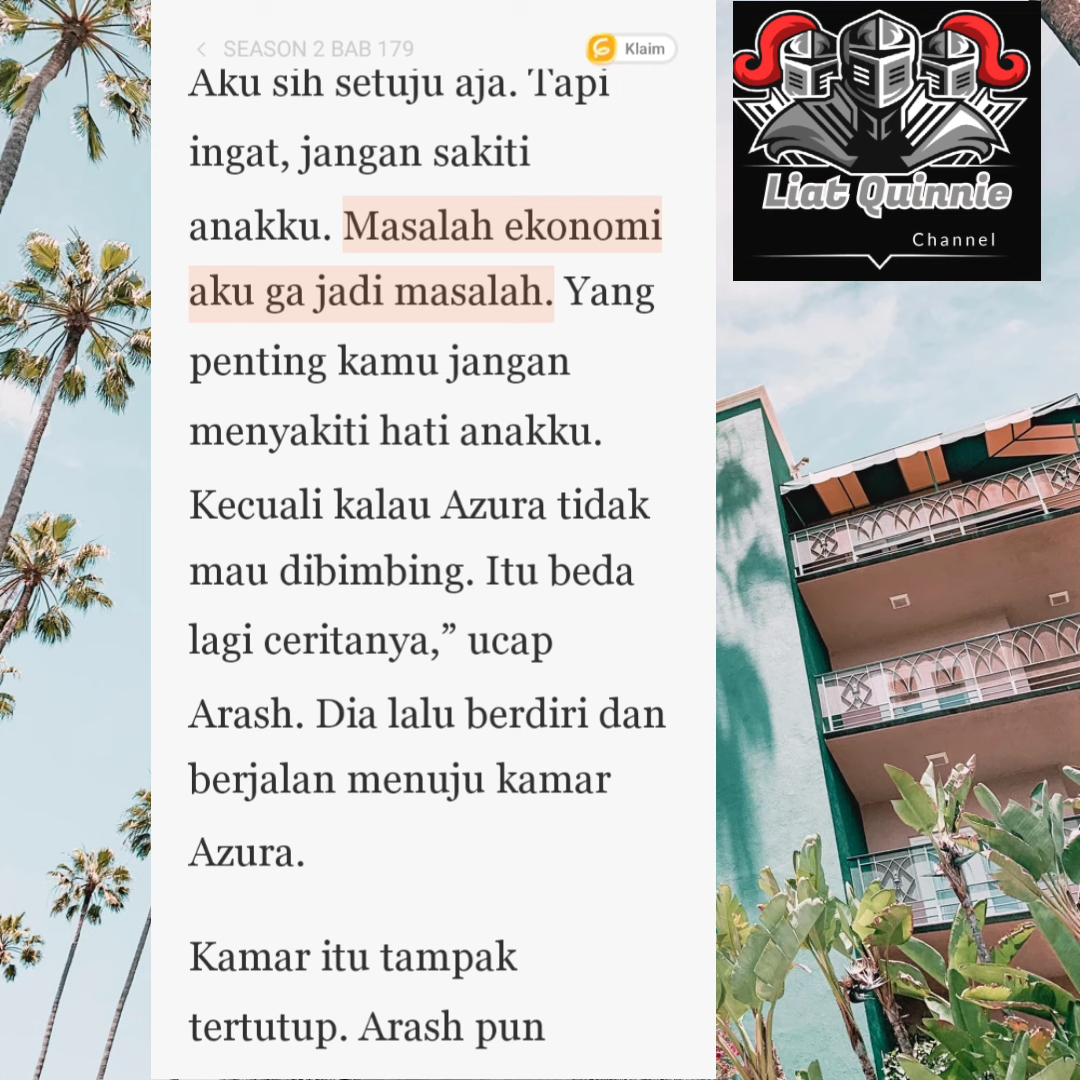 SEASON 2 BAB 179
Klaim
Aku sih setuju aja. Tapi
ingat, jangan sakiti
anakku. Masalah ekonomi
aku ga jadi masalah. Yang
penting kamu jangan
menyakiti hati anakku.
Kecuali kalau Azura tidak
mau dibimbing. Itu beda
lagi ceritanya,” ucap
Arash. Dia lalu berdiri dan
berjalan menuju kamar
Azura.
Kamar itu tampak
tertutup. Arash pun
Liat Quinnie
Channel